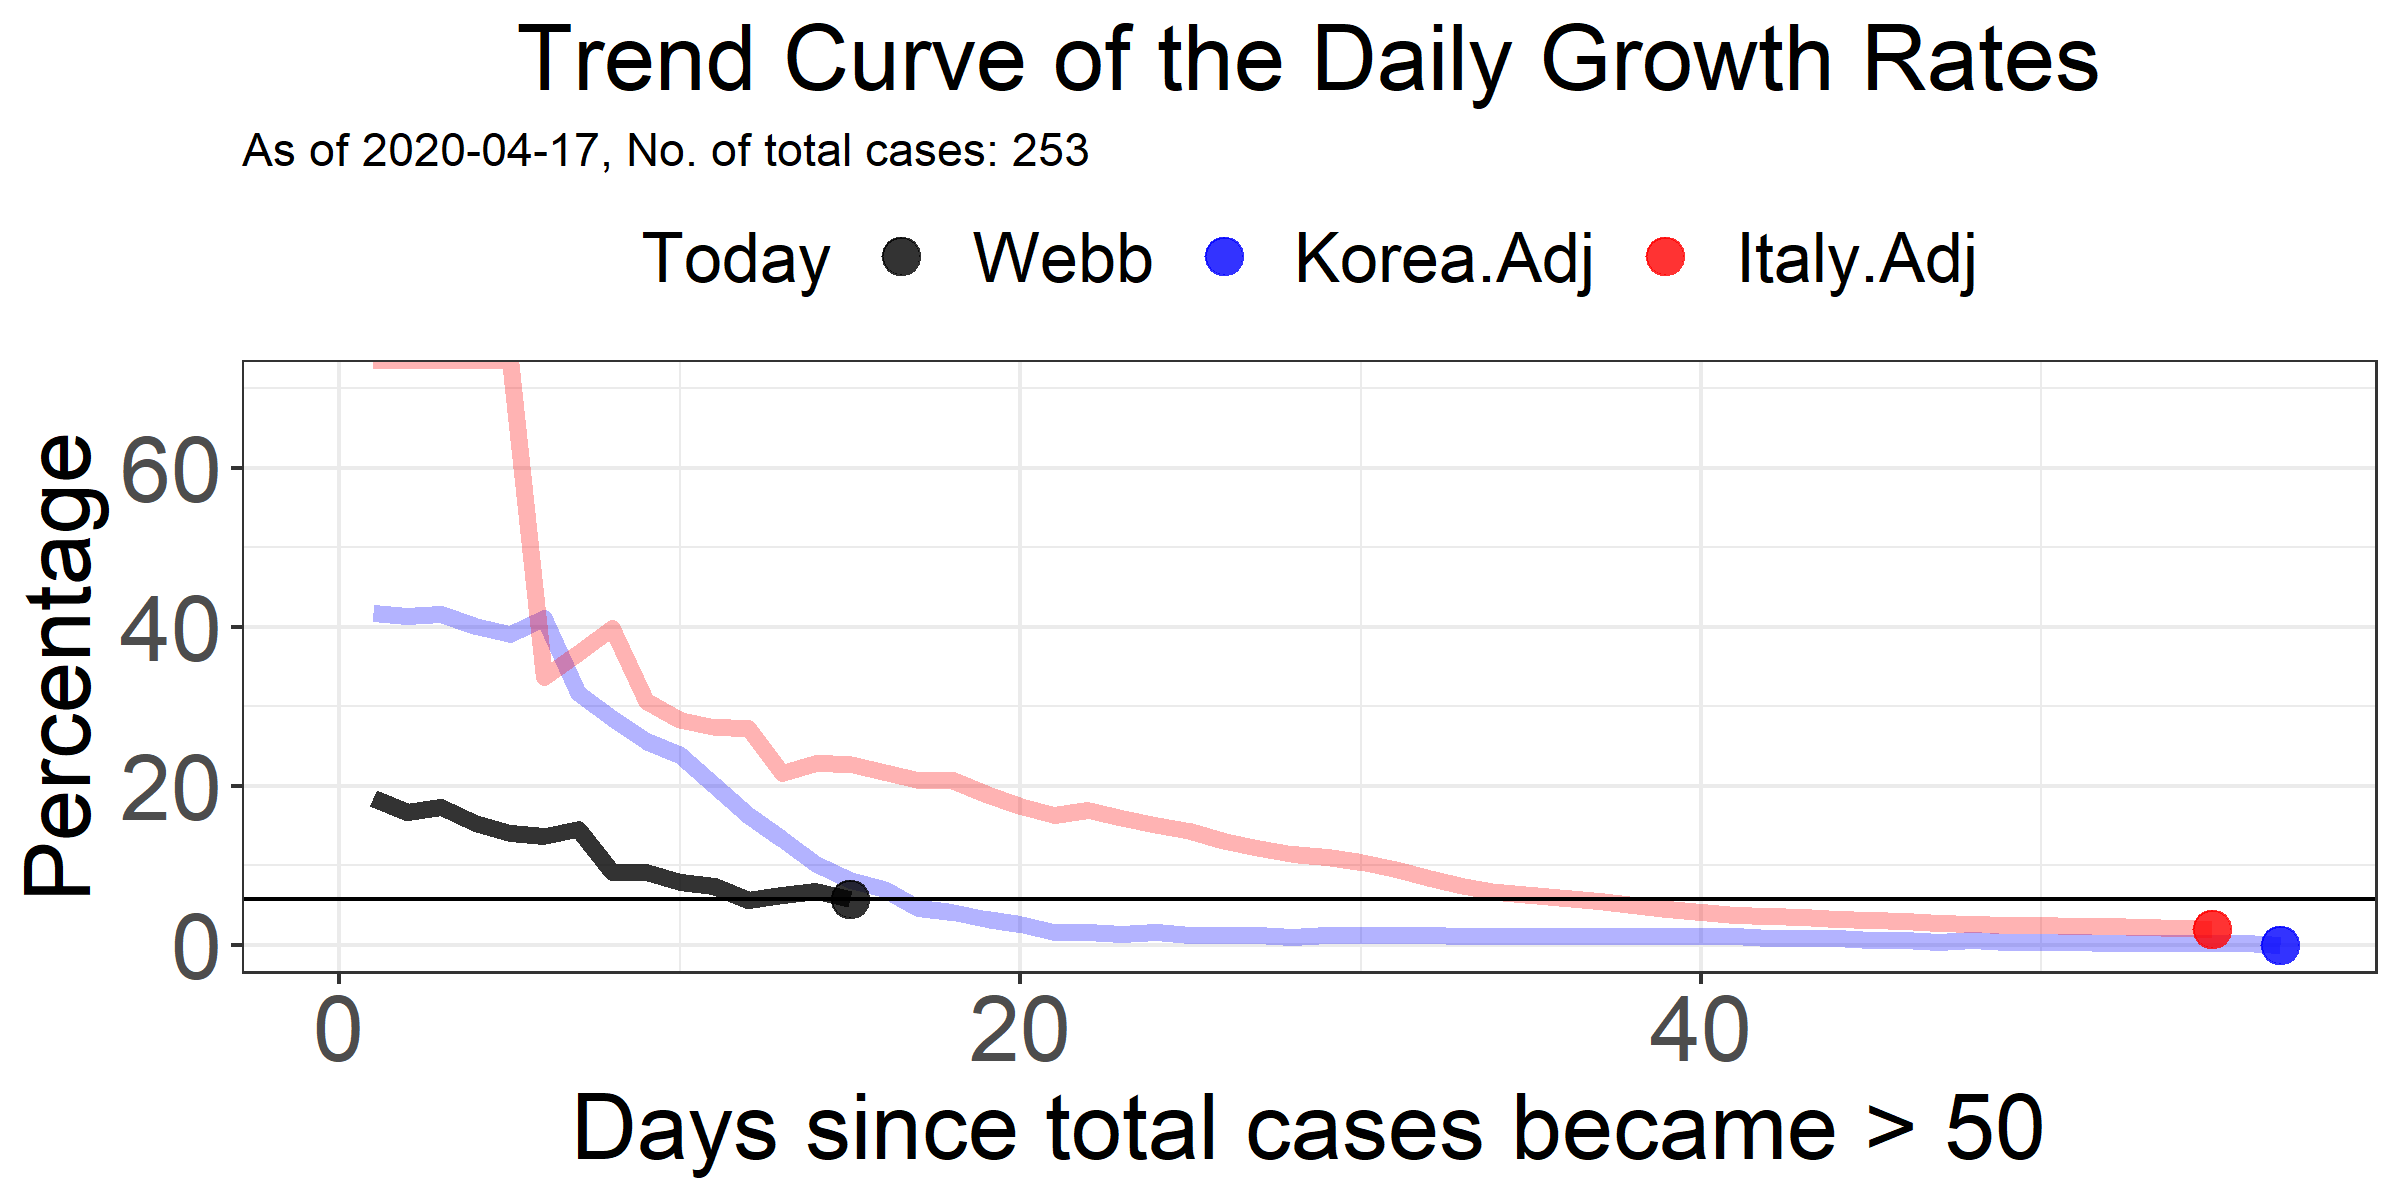 Trend Curve of the Daily Growth Rates
As of 2020-04-17, No. of total cases: 253
Today Webb Korea.Adj Italy.Adj
Percentage
60
40
20
0
0 20 40
Days since total cases became > 50